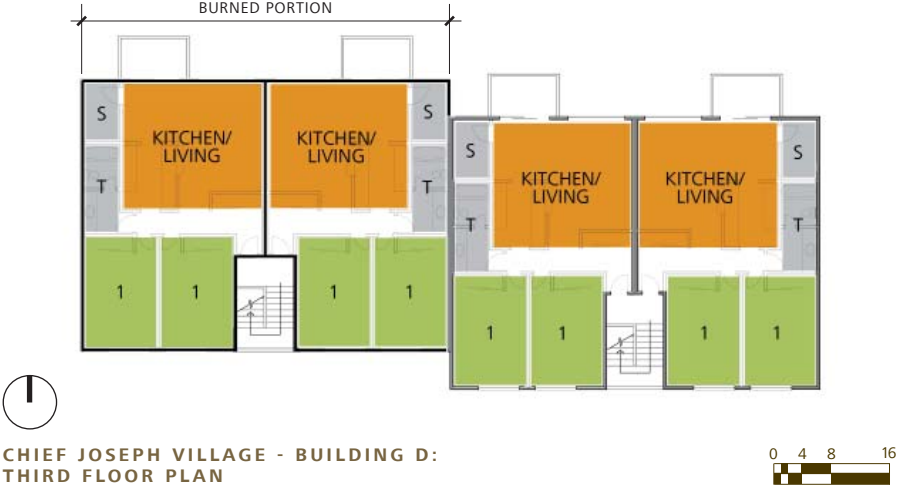 BURNED PORTION
S
KITCHEN/
LIVING
KITCHEN/
LIVING
S
T
T
1
1
1
1
S
KITCHEN/
LIVING
KITCHEN/
LIVING
S
T
T
1
1
1
1
CHIEF JOSEPH VILLAGE - BUILDING D:
THIRD FLOOR PLAN
0 4 8 16